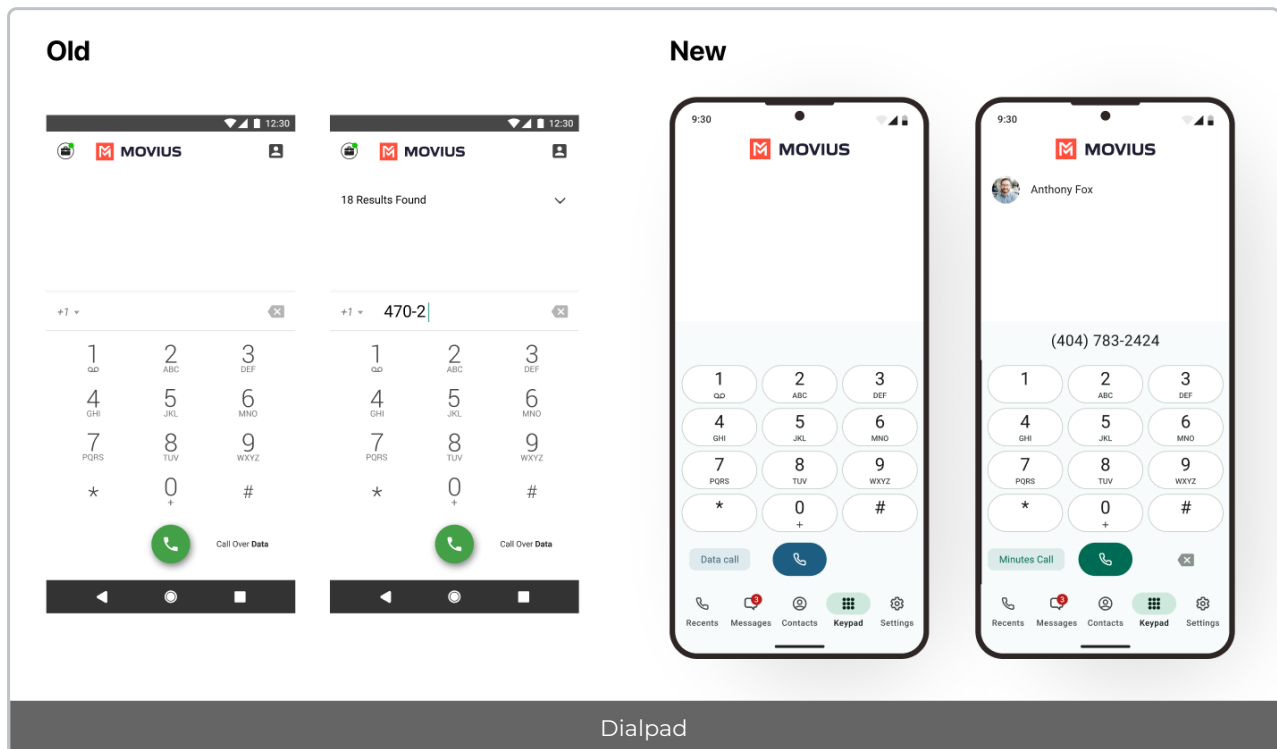 Old
12:30
MOVIUS
+1
1
2 ABC
3 DEF
4 GHI
5 JKL
6 MNO
7 PQRS
8 TUV
9 WXYZ
*
0 +
#
Call Over Data
12:30
MOVIUS
18 Results Found
+1 470-2
1
2 ABC
3 DEF
4 GHI
5 JKL
6 MNO
7 PQRS
8 TUV
9 WXYZ
*
0 +
#
Call Over Data
New
9:30
MOVIUS
1
2 ABC
3 DEF
4 GHI
5 JKL
6 MNO
7 PQRS
8 TUV
9 WXYZ
*
0 +
#
Data call
3
Recents Messages Contacts Keypad Settings
9:30
MOVIUS
Anthony Fox
(404) 783-2424
1
2 ABC
3 DEF
4 GHI
5 JKL
6 MNO
7 PQRS
8 TUV
9 WXYZ
*
0 +
#
Minutes Call
3
Recents Messages Contacts Keypad Settings
Dialpad